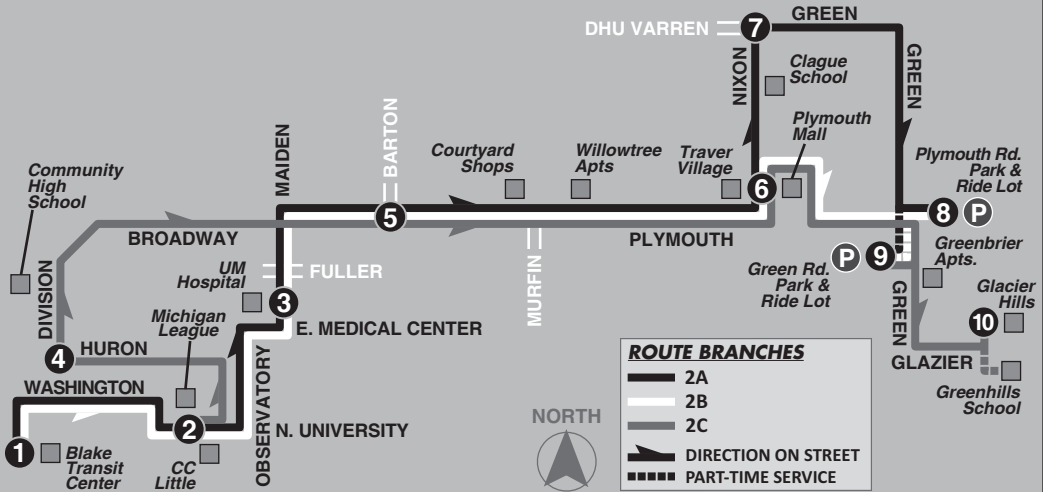 DHU VARREN
7
GREEN
NIXON
Clague
School
GREEN
Plymouth
Mall
Community
High
School
MAIDEN
BARTON
Courtyard
Shops
Willowtree
Apts
Traver
Village
6
Plymouth Rd.
Park &
Ride Lot
8
P
5
BROADWAY
PLYMOUTH
UM
Hospital
FULLER
MURFIN
P
9
Green Rd.
Park &
Ride Lot
Greenbrier
Apts.
DIVISION
Michigan
League
3
E. MEDICAL CENTER
GREEN
Glacier
Hills
10
4
HURON
GLAZIER
WASHINGTON
OBSERVATORY
Greenhills
School
2
N. UNIVERSITY
1
Blake
Transit
Center
CC
Little
NORTH
ROUTE BRANCHES
2A
2B
2C
DIRECTION ON STREET
PART-TIME SERVICE